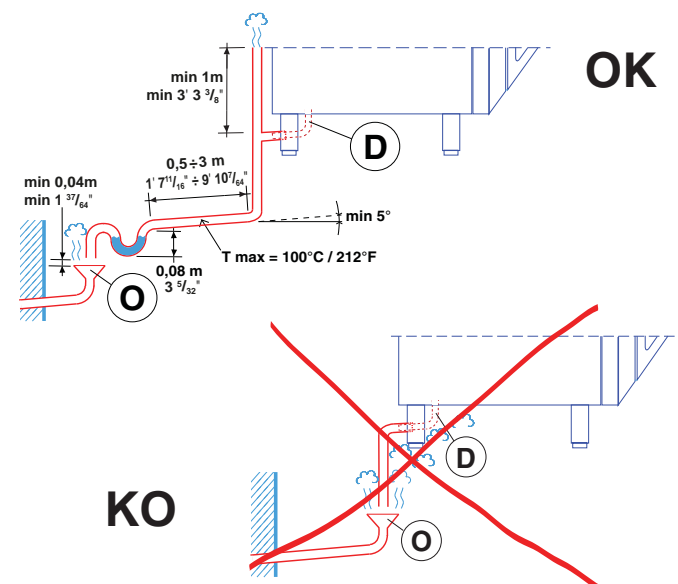 OK
min 1m
min 3' 3 3/8"
D
0,5÷3 m
1' 7 11/16" ÷ 9' 10 7/64"
min 0,04m
min 1 37/64"
min 5°
T max = 100°C / 212°F
0,08 m
3 5/32"
O
KO
D
O